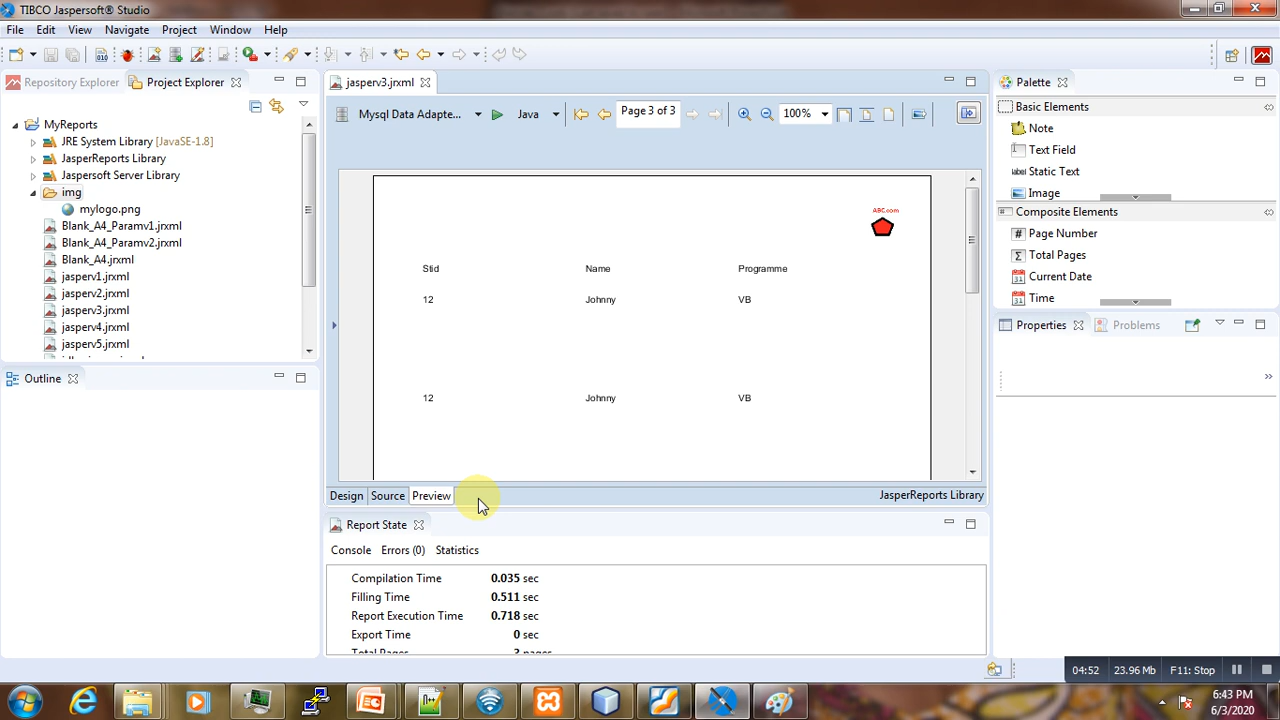 TIBCO Jaspersoft® Studio
File Edit View Navigate Project Window Help
Repository Explorer Project Explorer
MyReports
JRE System Library [JavaSE-1.8]
JasperReports Library
Jaspersoft Server Library
img
mylogo.png
Blank_A4_Paramv1.jrxml
Blank_A4_Paramv2.jrxml
Blank_A4.jrxml
jasperv1.jrxml
jasperv2.jrxml
jasperv3.jrxml
jasperv4.jrxml
jasperv5.jrxml
Outline
jasperv3.jrxml
Mysql Data Adapte... Java Page 3 of 3 100%
ABC.com
Stid Name Programme
12 Johnny VB
12 Johnny VB
Design Source Preview JasperReports Library
Report State
Console Errors (0) Statistics
Compilation Time 0.035 sec
Filling Time 0.511 sec
Report Execution Time 0.718 sec
Export Time 0 sec
Palette
Basic Elements
Note
Text Field
label Static Text
Image
Composite Elements
# Page Number
Σ Total Pages
Current Date
Time
Properties Problems
04:52 23.96 Mb F11: Stop
6:43 PM
6/3/2020